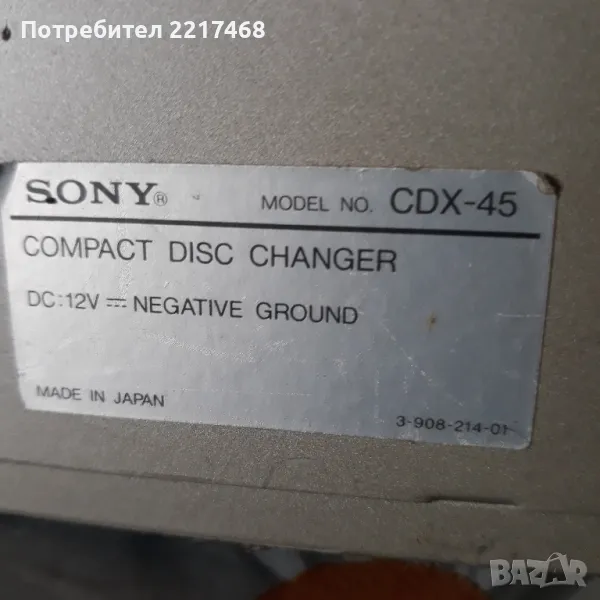 Потребител 2217468
SONY®
MODEL NO. CDX-45
COMPACT DISC CHANGER
DC:12V ⎓ NEGATIVE GROUND
MADE IN JAPAN
3-908-214-01
BAZAR